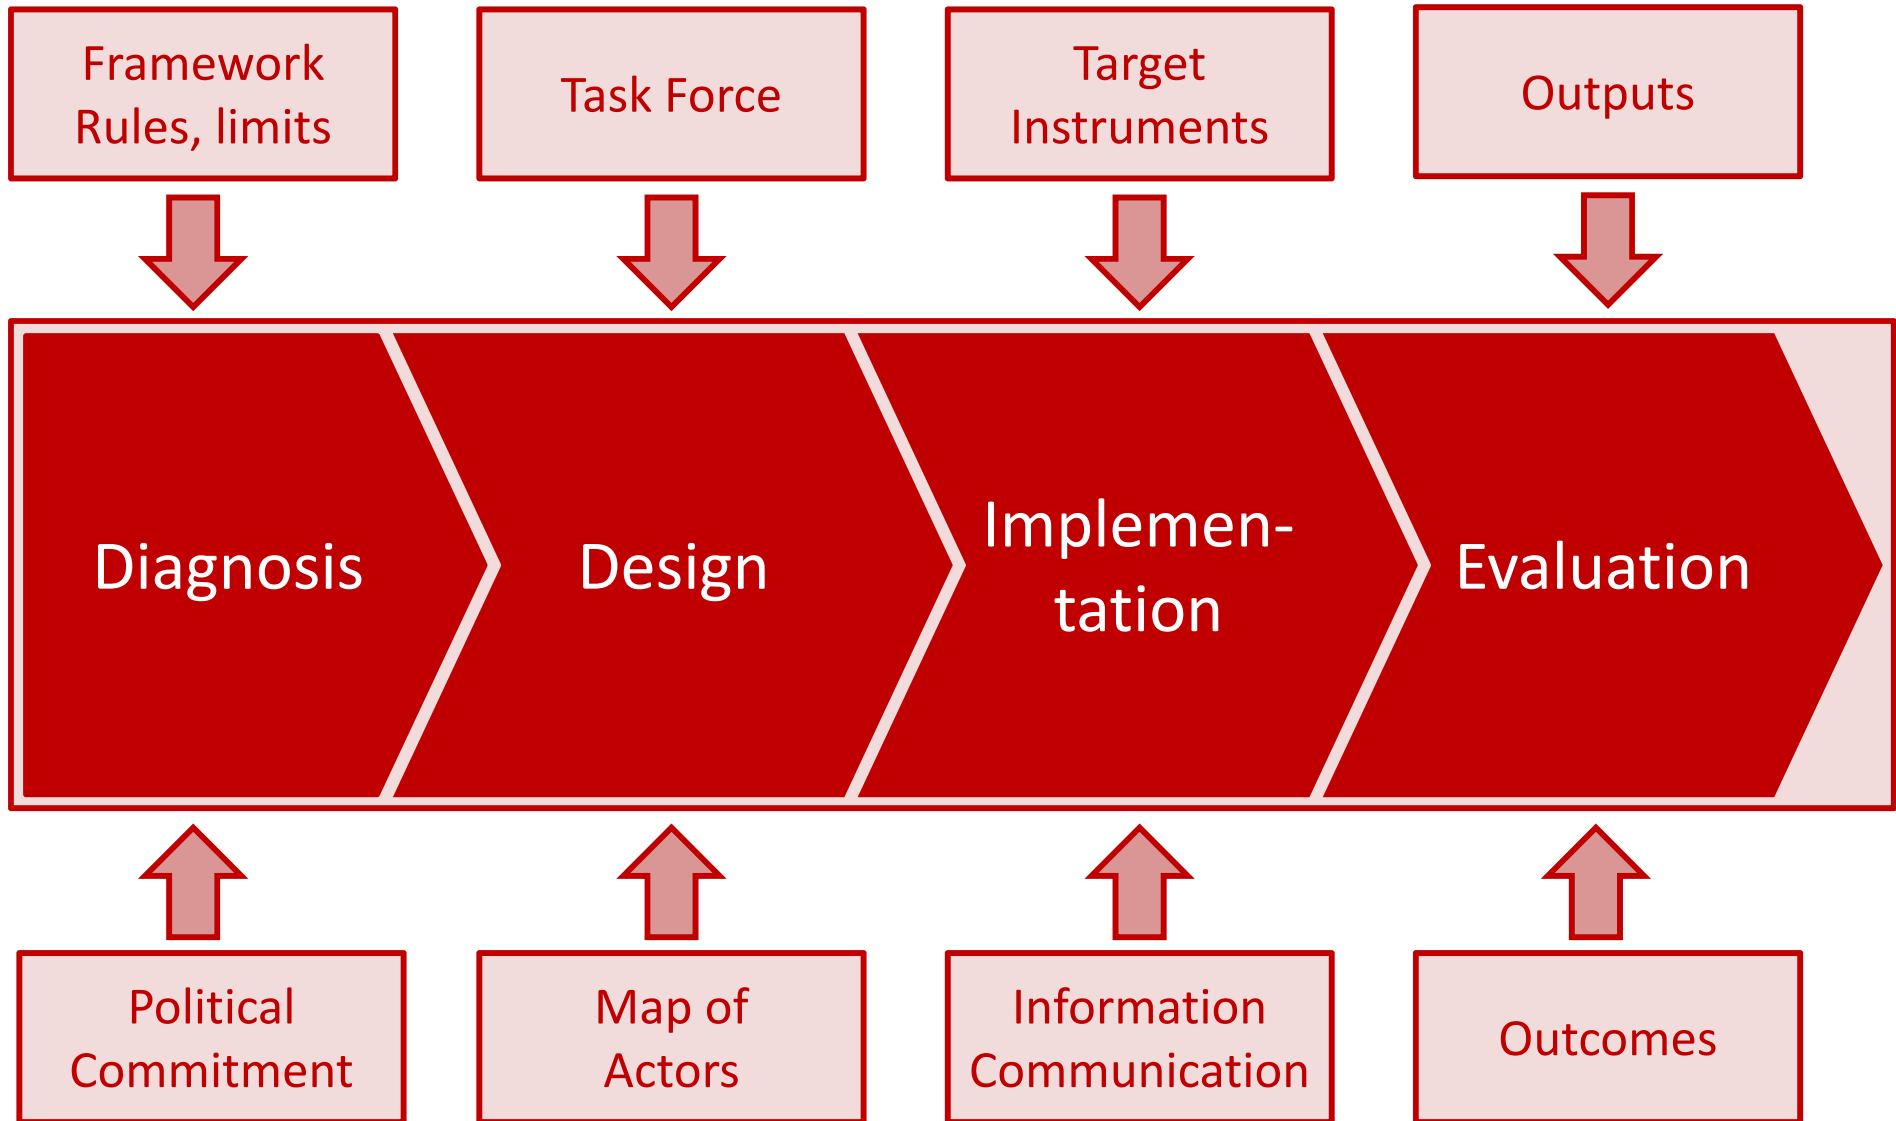 Framework
Rules, limits
Task Force
Target
Instruments
Outputs
Diagnosis
Design
Implemen-
tation
Evaluation
Political
Commitment
Map of
Actors
Information
Communication
Outcomes